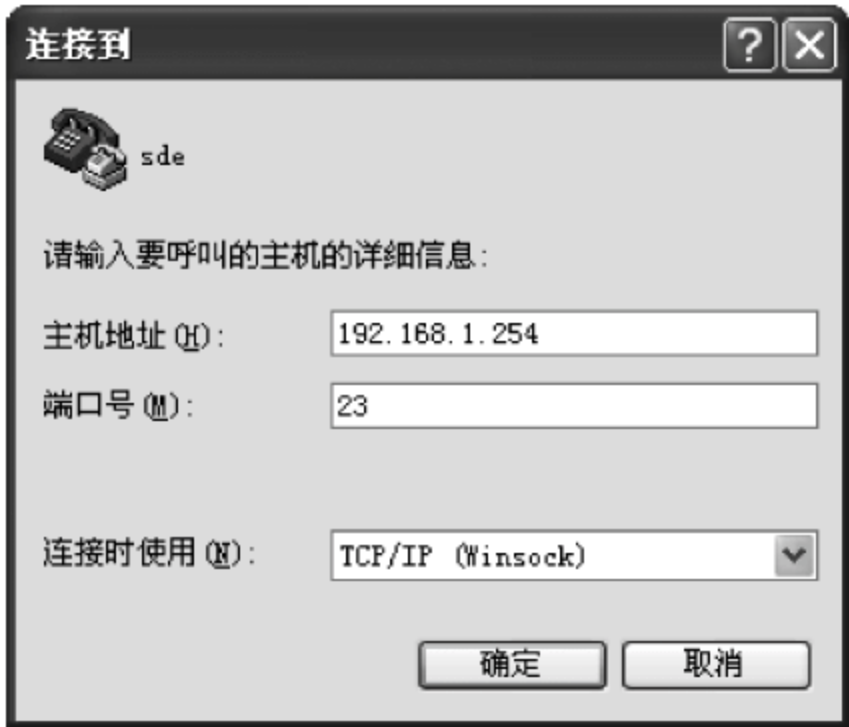 连接到
sde
请输入要呼叫的主机的详细信息:
主机地址(H): 192.168.1.254
端口号(M): 23
连接时使用(N): TCP/IP (Winsock)
确定 取消